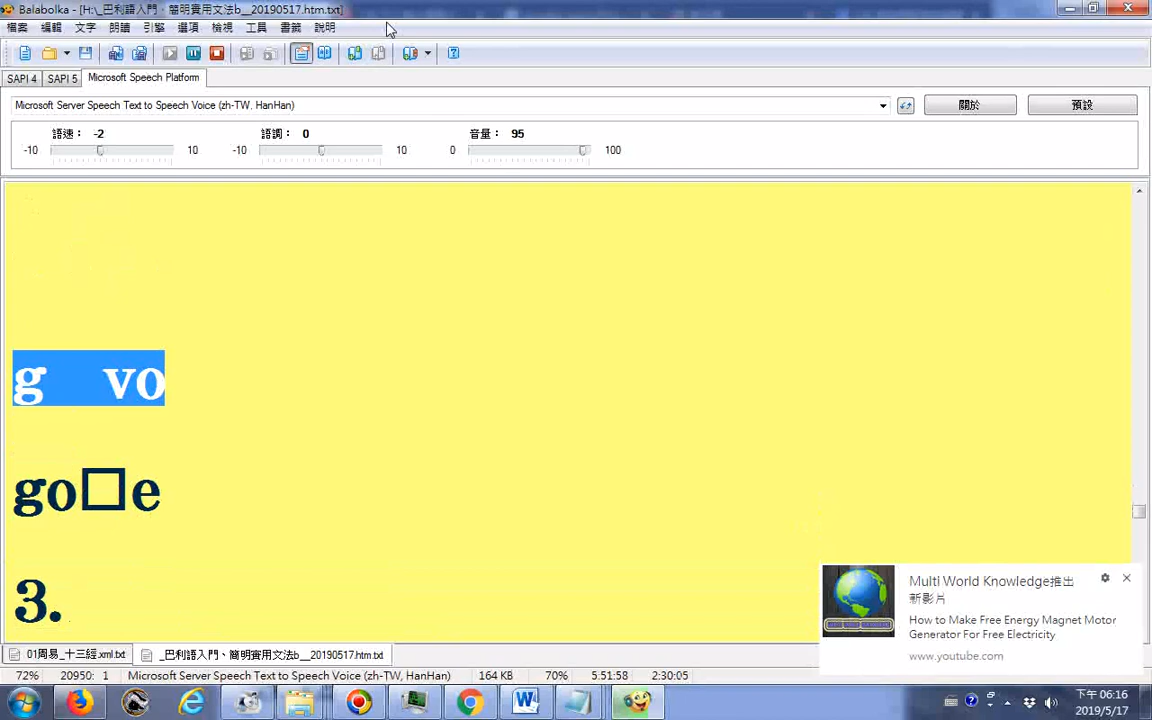 Balabolka - [H:\_巴利語入門、簡明實用文法b__20190517.htm.txt]
檔案 編輯 文字 朗讀 引擎 選項 檢視 工具 書籤 說明
SAPI 4 SAPI 5 Microsoft Speech Platform
Microsoft Server Speech Text to Speech Voice (zh-TW, HanHan) 關於 預設
語速： -2 語調： 0 音量： 95
-10 10 -10 10 0 100
g vo
go□e
3.
Multi World Knowledge推出
新影片
How to Make Free Energy Magnet Motor
Generator For Free Electricity
www.youtube.com
01周易_十三經.xml.txt _巴利語入門、簡明實用文法b__20190517.htm.txt
72% 20950: 1 Microsoft Server Speech Text to Speech Voice (zh-TW, HanHan) 164 KB 70% 5:51:58 2:30:05
下午 06:16
2019/5/17